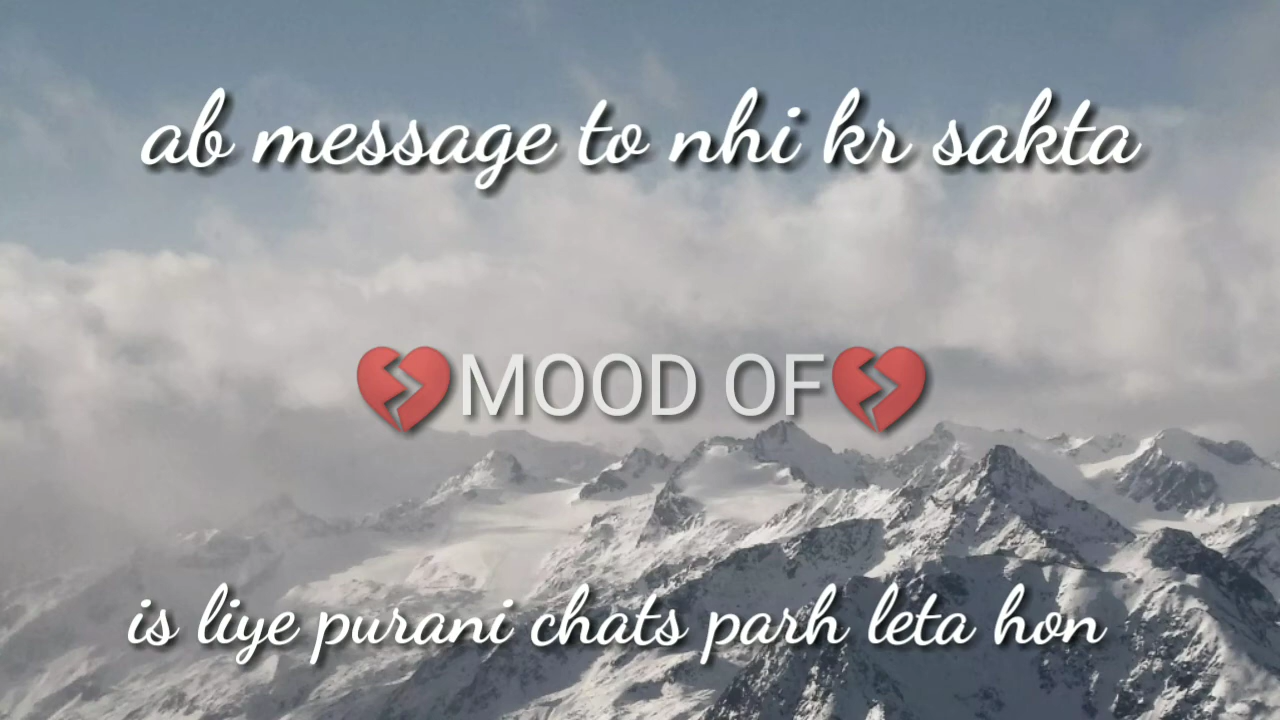 ab message to nhi kr sakta
💔MOOD OF💔
is liye purani chats parh leta hon